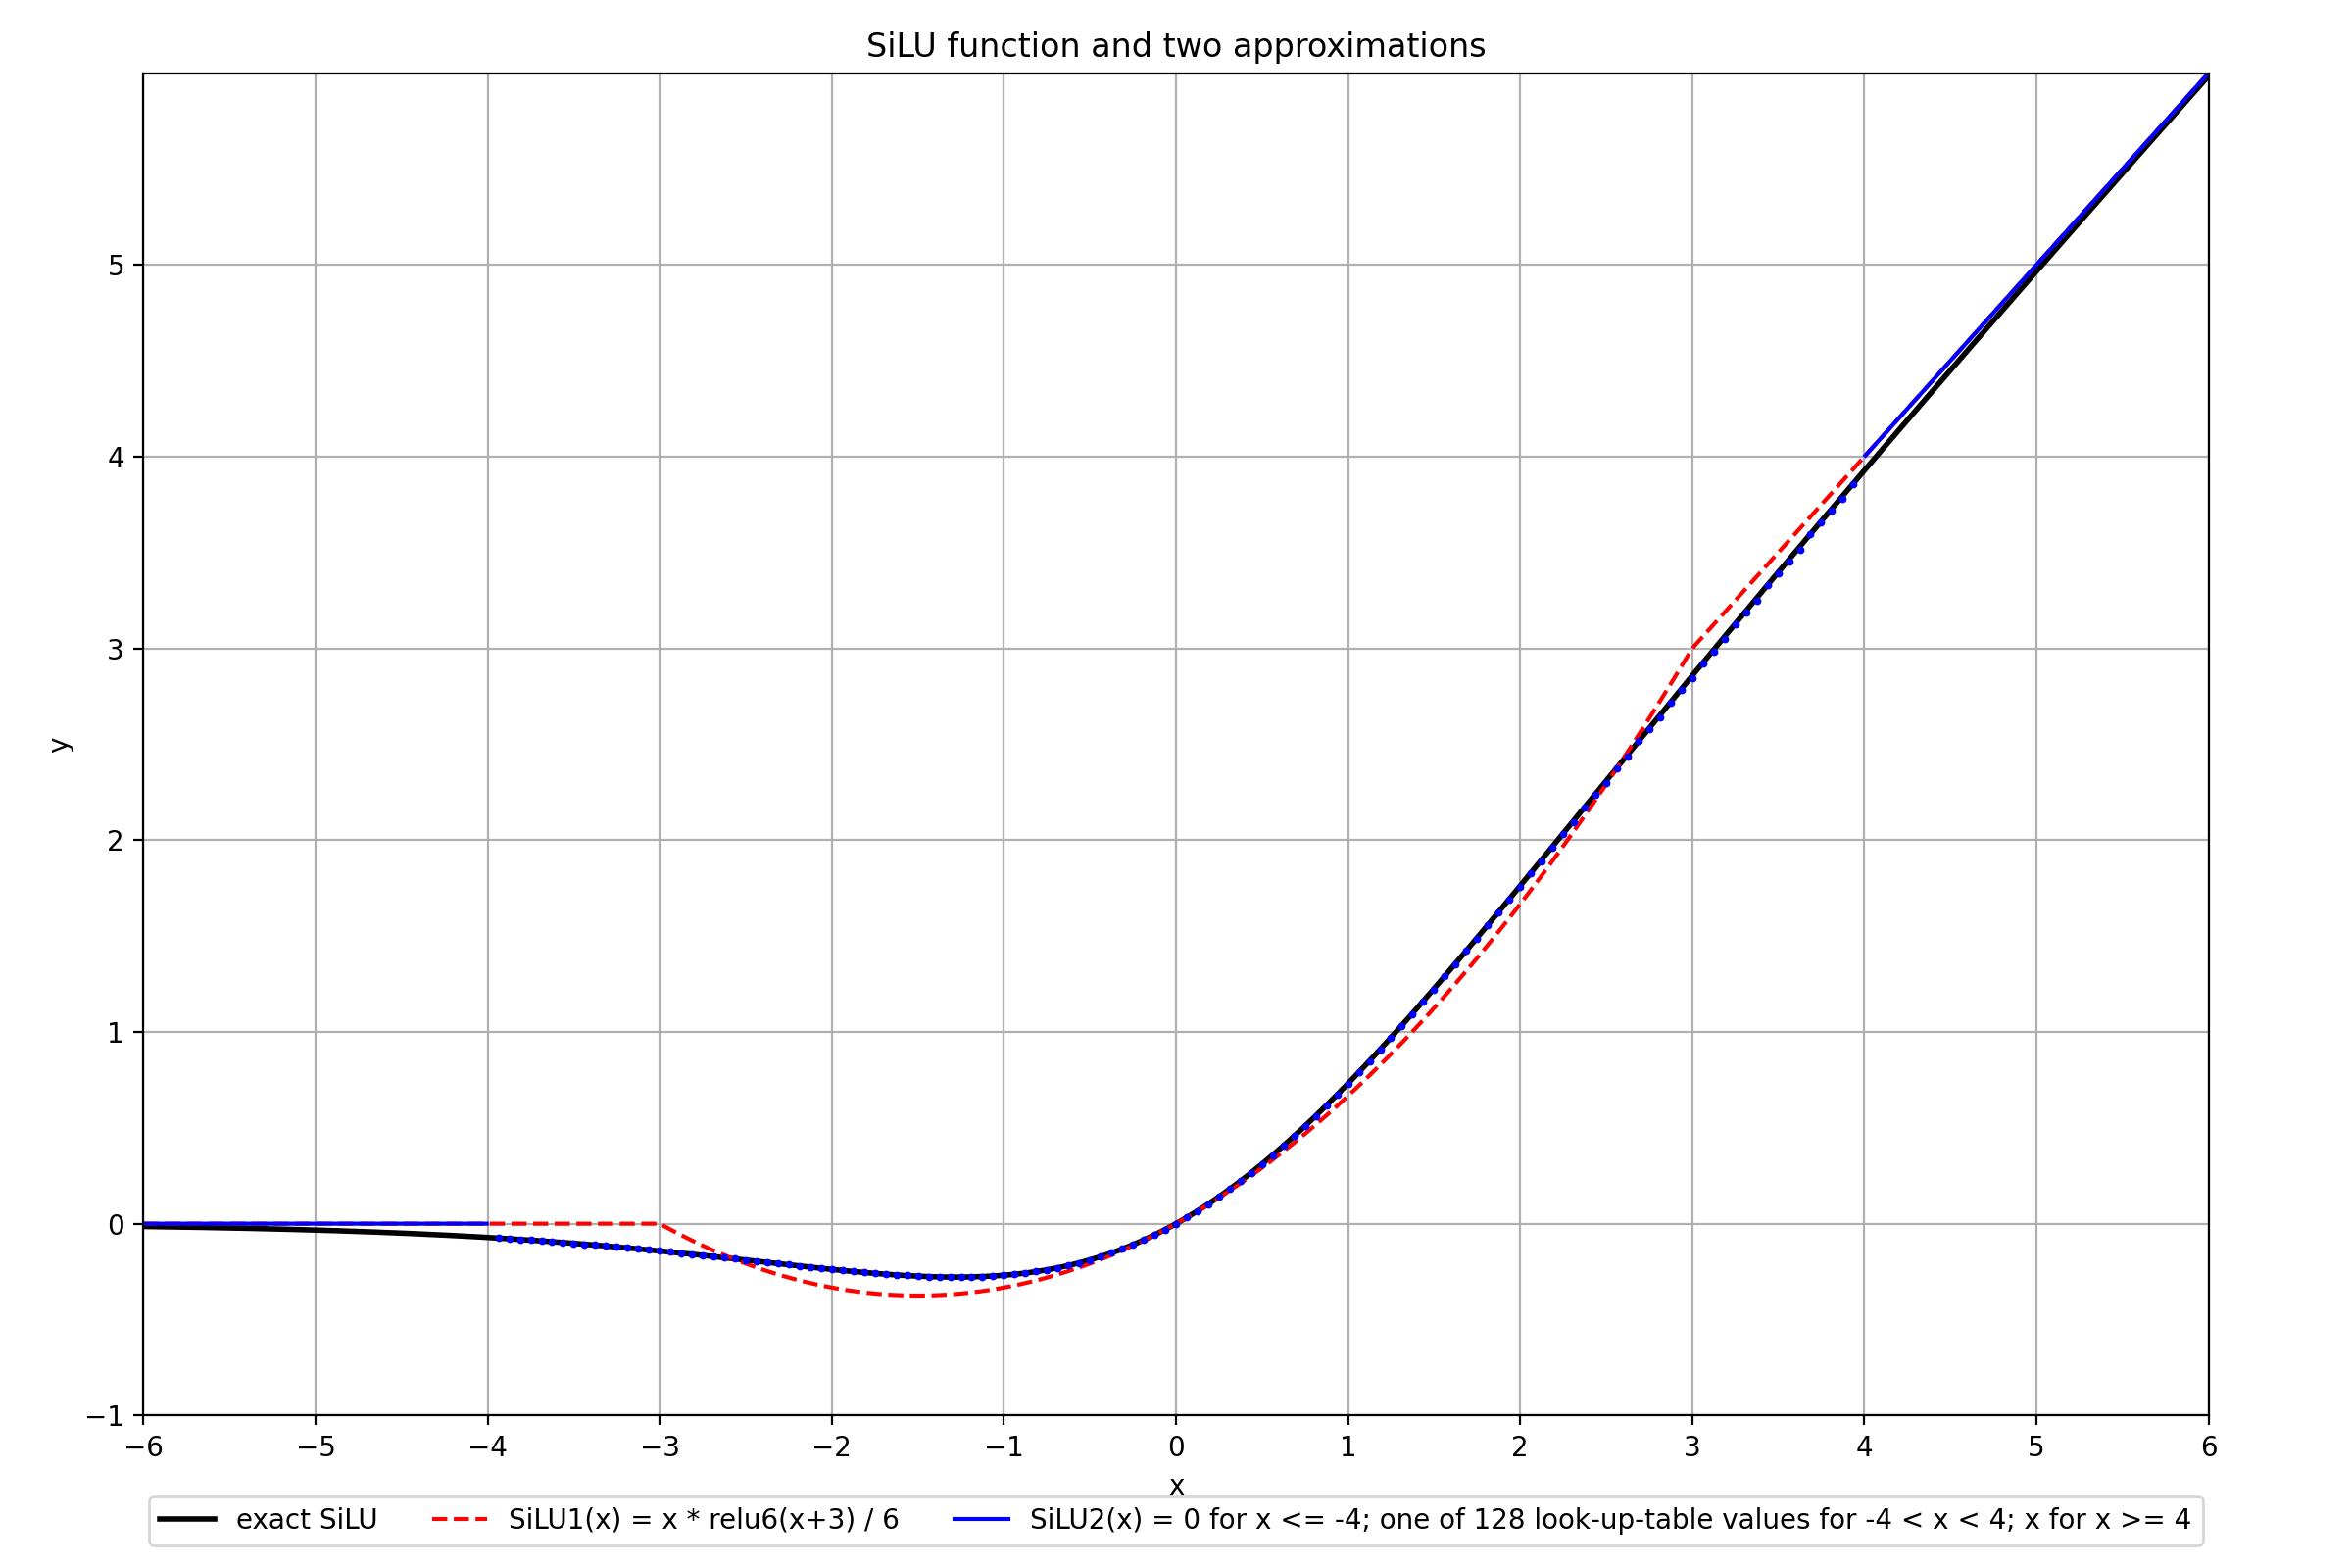 SiLU function and two approximations
5
4
3
2
1
0
−1
y
−6 −5 −4 −3 −2 −1 0 1 2 3 4 5 6
x
exact SiLU SiLU1(x) = x * relu6(x+3) / 6 SiLU2(x) = 0 for x <= -4; one of 128 look-up-table values for -4 < x < 4; x for x >= 4